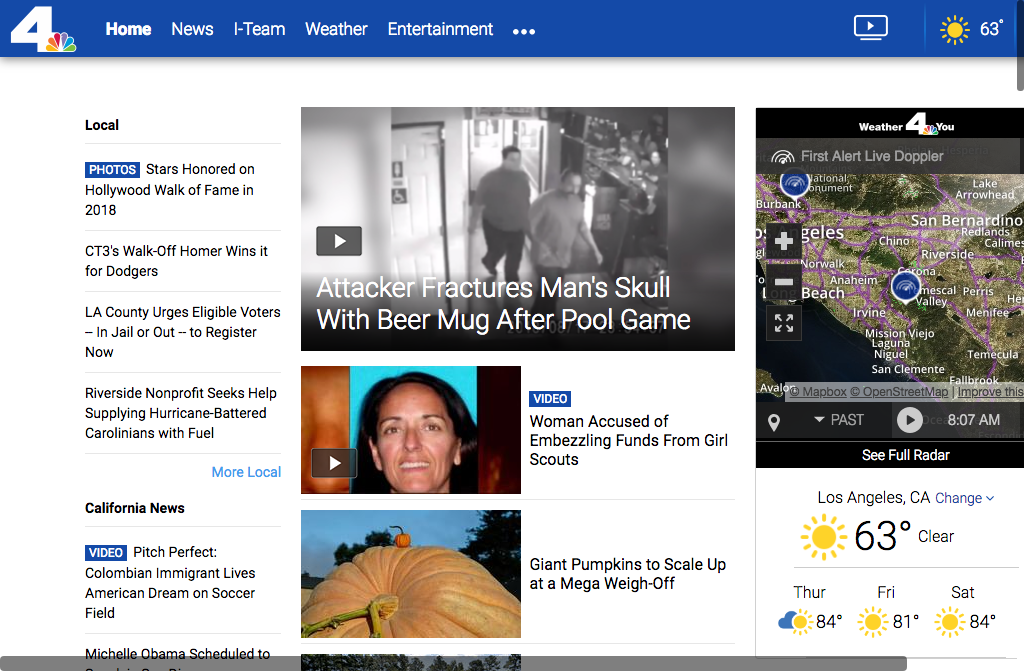 4
Home
News
I-Team
Weather
Entertainment
63°
Local
PHOTOS Stars Honored on
Hollywood Walk of Fame in
2018
CT3's Walk-Off Homer Wins it
for Dodgers
LA County Urges Eligible Voters
– In Jail or Out -- to Register
Now
Riverside Nonprofit Seeks Help
Supplying Hurricane-Battered
Carolinians with Fuel
More Local
California News
VIDEO Pitch Perfect:
Colombian Immigrant Lives
American Dream on Soccer
Field
Michelle Obama Scheduled to
Attacker Fractures Man's Skull
With Beer Mug After Pool Game
VIDEO
Woman Accused of
Embezzling Funds From Girl
Scouts
Giant Pumpkins to Scale Up
at a Mega Weigh-Off
Weather 4 You
First Alert Live Doppler
National
Lake
Arrowhead
Burbank
San Bernardino
Redlands
Chino
Calimes
Riverside
Norwalk
Corona
Anaheim
Long Beach
Perris
Valley
Irvine
Menifee
Mission Viejo
Laguna
Niguel
Temecula
San Clemente
Fallbrook
Avalon
© Mapbox © OpenStreetMap | Improve this
PAST
8:07 AM
See Full Radar
Los Angeles, CA Change
63° Clear
Thur
Fri
Sat
84°
81°
84°